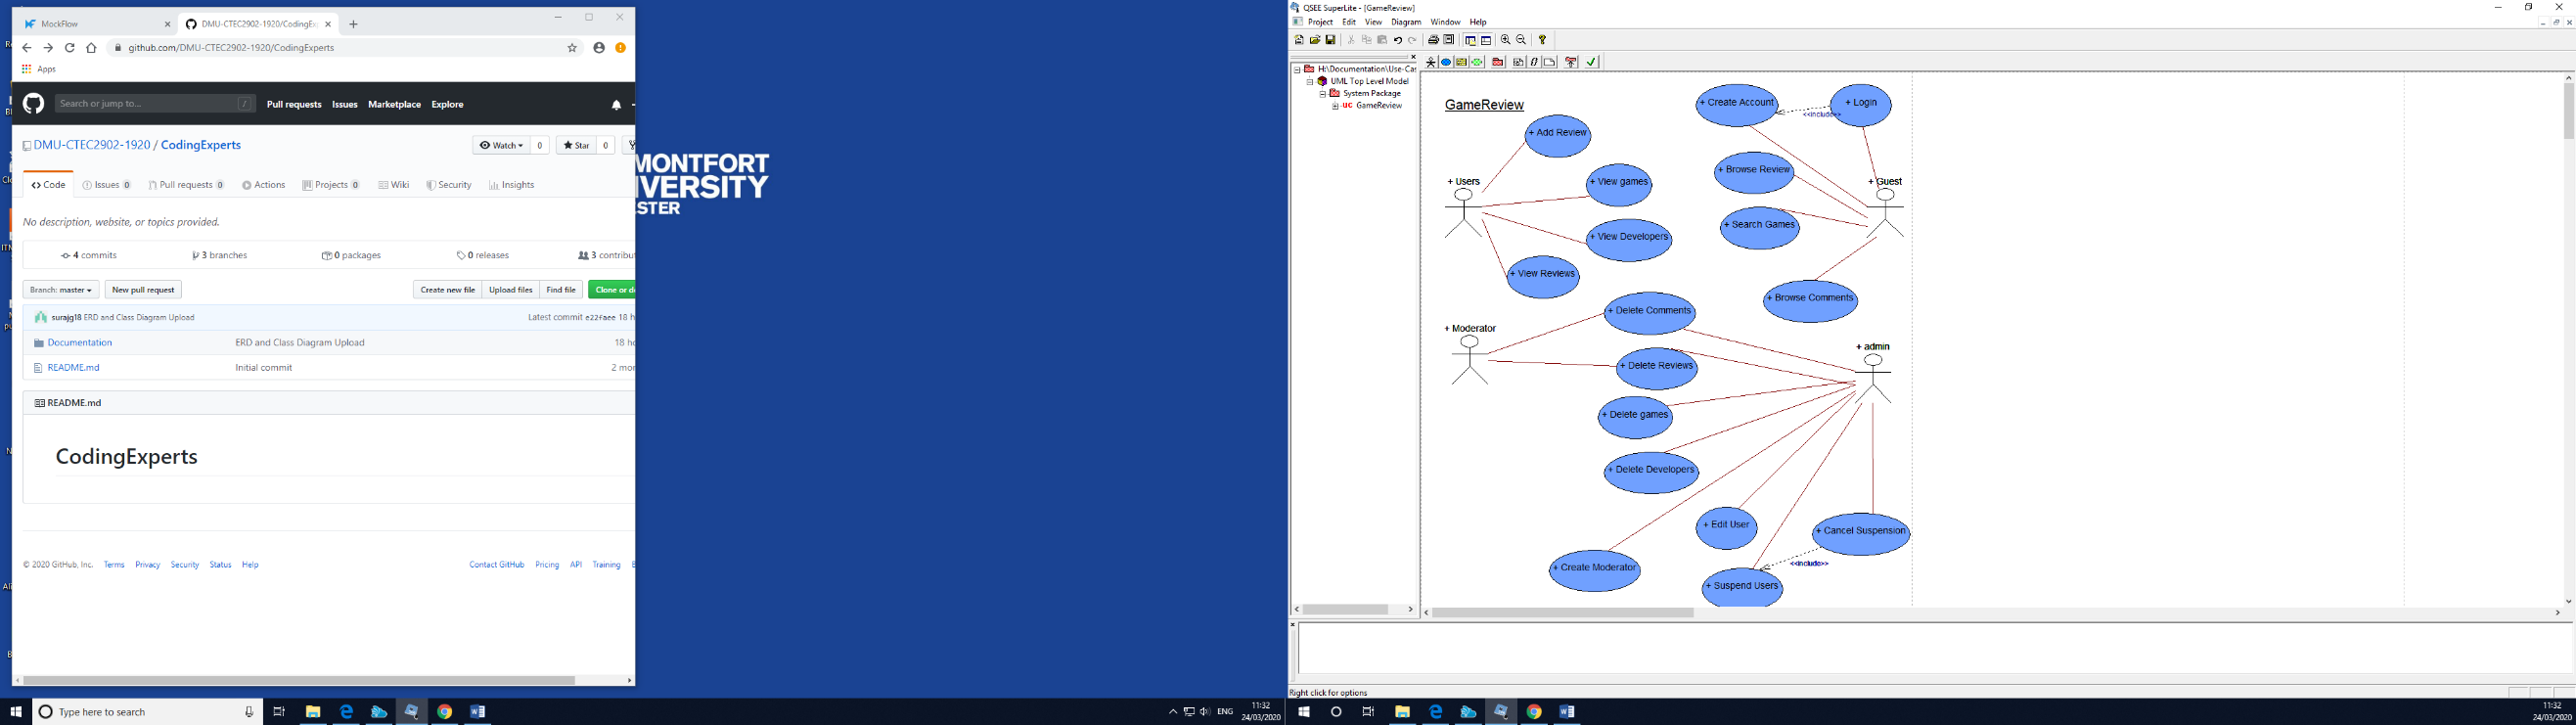 MockFlow
DMU-CTEC2902-1920/CodingEx
github.com/DMU-CTEC2902-1920/CodingExperts
Apps
Search or jump to...
/
Pull requests Issues Marketplace Explore
DMU-CTEC2902-1920 / CodingExperts
Watch 0
Star 0
Code
Issues 0
Pull requests 0
Actions
Projects 0
Wiki
Security
Insights
No description, website, or topics provided.
4 commits
3 branches
0 packages
0 releases
3 contribut
Branch: master
New pull request
Create new file
Upload files
Find file
Clone or d
surajg18 ERD and Class Diagram Upload
Latest commit e22faee 18 h
Documentation
ERD and Class Diagram Upload
18 h
README.md
Initial commit
2 mo
README.md
CodingExperts
© 2020 GitHub, Inc. Terms Privacy Security Status Help
Contact GitHub Pricing API Training
MONTFORT
IVERSITY
STER
Type here to search
ENG
11:32
24/03/2020
QSEE SuperLite - [GameReview]
Project Edit View Diagram Window Help
H:\Documentation\Use-Ca
UML Top Level Model
System Package
UC GameReview
GameReview
+ Create Account
+ Login
<<include>>
+ Add Review
+ Browse Review
+ Users
+ View games
+ Guest
+ Search Games
+ View Developers
+ View Reviews
+ Browse Comments
+ Delete Comments
+ Moderator
+ admin
+ Delete Reviews
+ Delete games
+ Delete Developers
+ Edit User
+ Cancel Suspension
<<include>>
+ Create Moderator
+ Suspend Users
Right click for options
11:32
24/03/2020